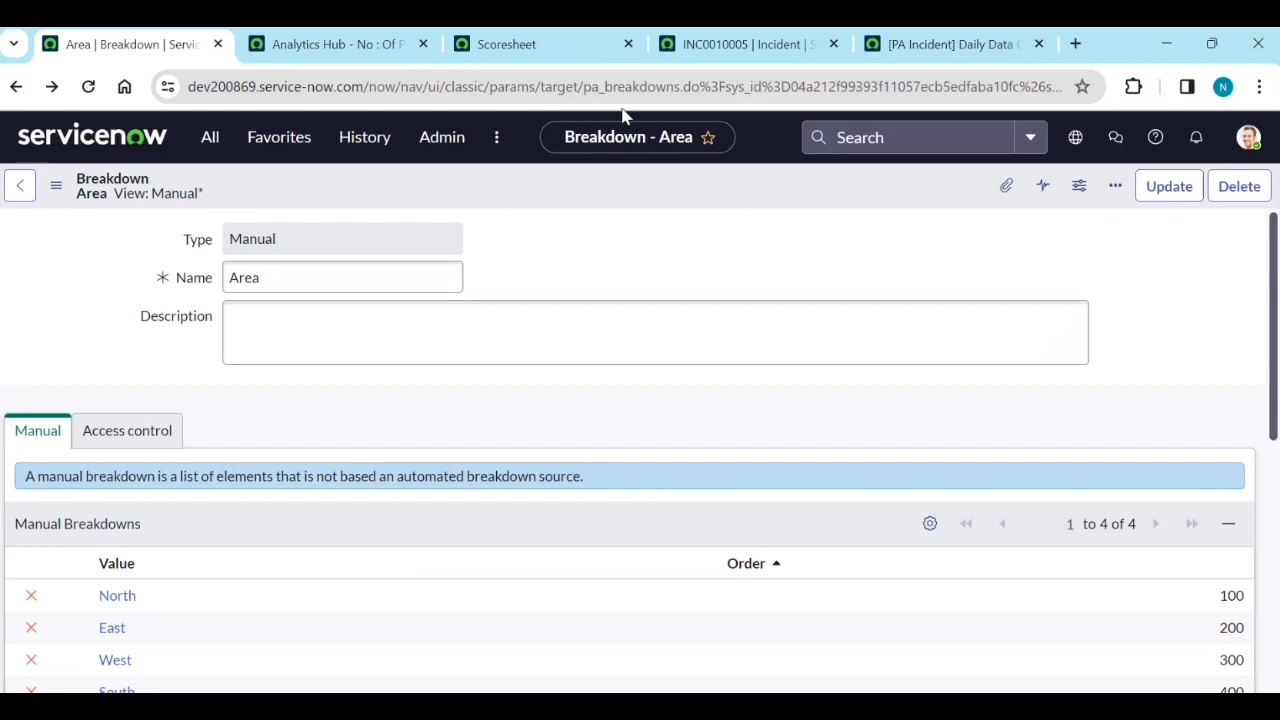 Area | Breakdown | Servic
Analytics Hub - No : Of P
Scoresheet
INC0010005 | Incident | S
[PA Incident] Daily Data C
dev200869.service-now.com/now/nav/ui/classic/params/target/pa_breakdowns.do%3Fsys_id%3D04a212f99393f11057ecb5edfaba10fc%26s...
N
servicenow
All
Favorites
History
Admin
Breakdown - Area
Search
Breakdown
Area View: Manual*
Update
Delete
Type
Manual
* Name
Area
Description
Manual
Access control
A manual breakdown is a list of elements that is not based an automated breakdown source.
Manual Breakdowns
1 to 4 of 4
Value
Order
North
100
East
200
West
300
South
400